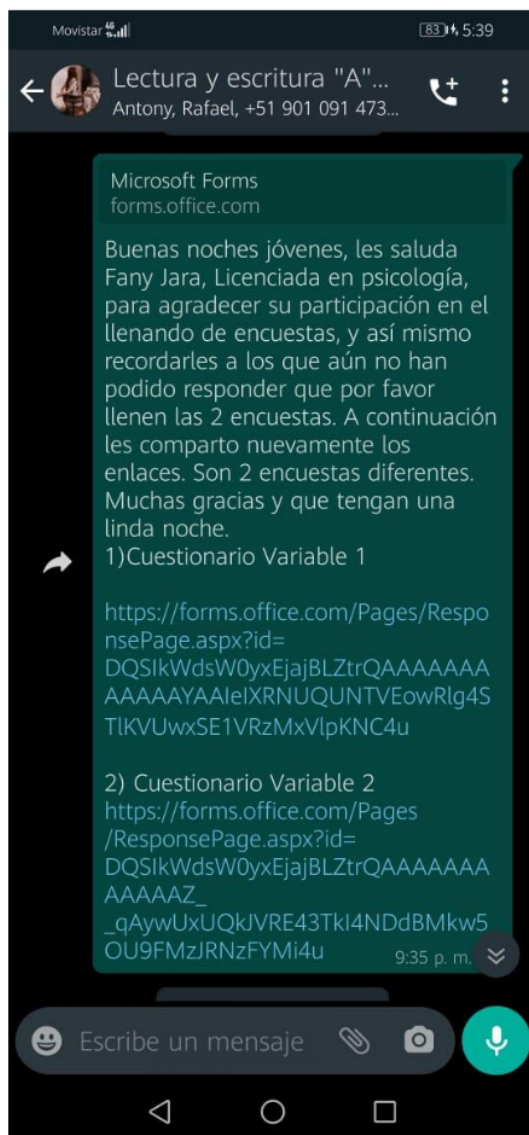 Movistar 4G 83 5:39
Lectura y escritura "A"...
Antony, Rafael, +51 901 091 473...
Microsoft Forms
forms.office.com
Buenas noches jóvenes, les saluda
Fany Jara, Licenciada en psicología,
para agradecer su participación en el
llenando de encuestas, y así mismo
recordarles a los que aún no han
podido responder que por favor
llenen las 2 encuestas. A continuación
les comparto nuevamente los
enlaces. Son 2 encuestas diferentes.
Muchas gracias y que tengan una
linda noche.
1)Cuestionario Variable 1
https://forms.office.com/Pages/Respo
nsePage.aspx?id=
DQSIkWdsW0yxEjajBLZtrQAAAAAAA
AAAAAYAAIeIXRNUQUNTVEowRlg4S
TlKVUwxSE1VRzMxVlpKNC4u
2) Cuestionario Variable 2
https://forms.office.com/Pages
/ResponsePage.aspx?id=
DQSIkWdsW0yxEjajBLZtrQAAAAAAA
AAAAAZ_
_qAywUxUQkJVRE43TkI4NDdBMkw5
OU9FMzJRNzFYMi4u
9:35 p. m.
Escribe un mensaje